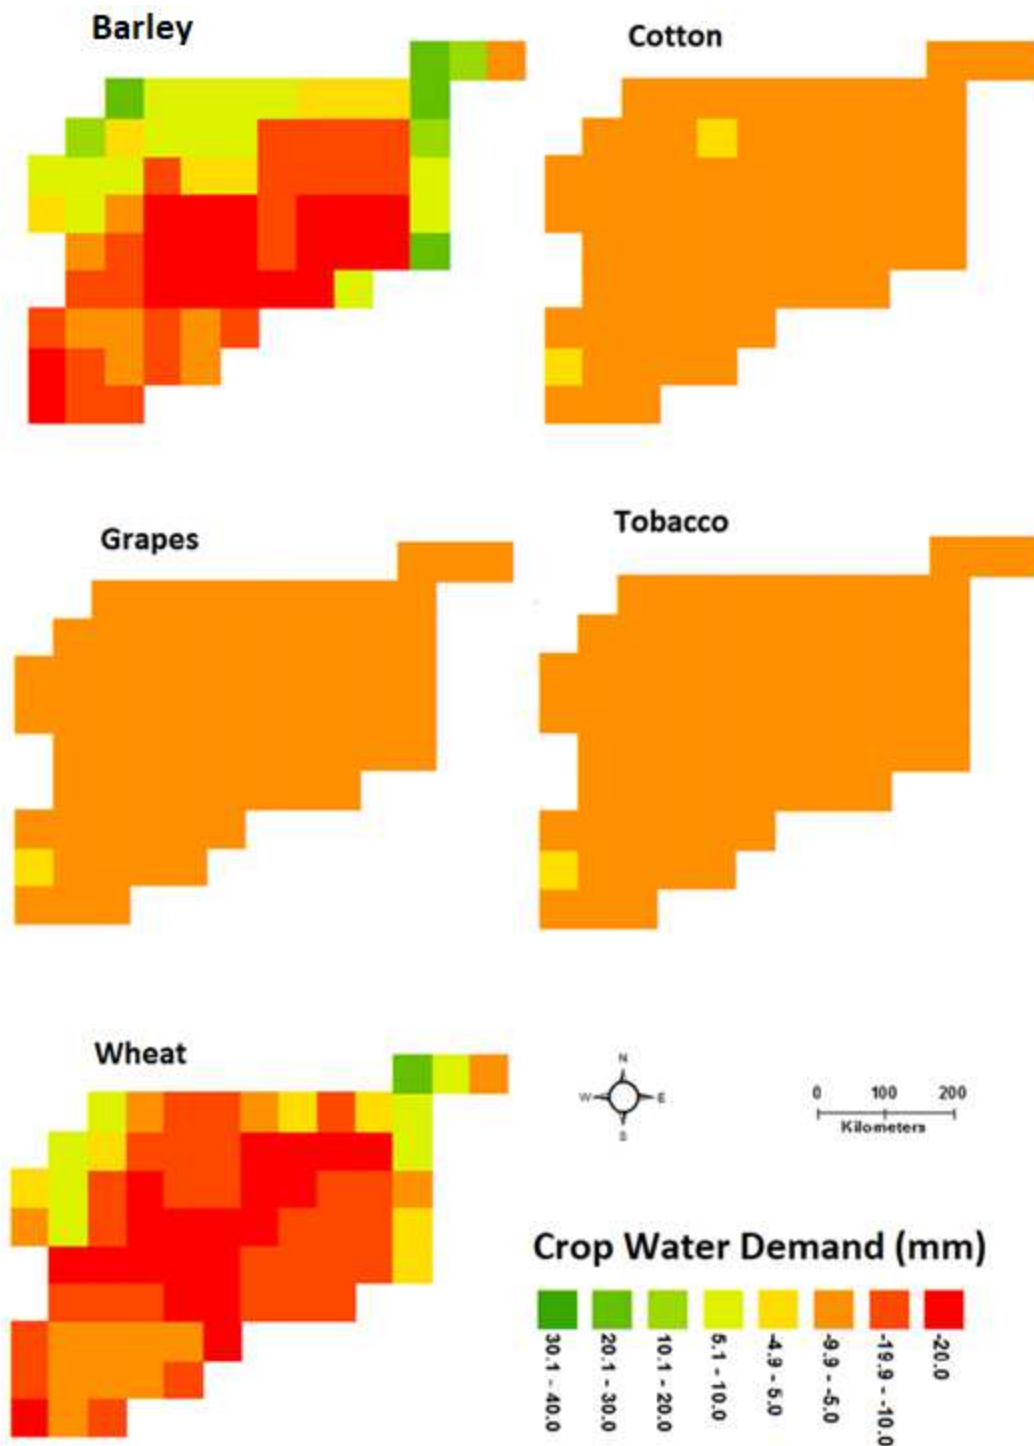 Barley
Cotton
Grapes
Tobacco
Wheat
N
W
E
S
0 100 200
Kilometers
Crop Water Demand (mm)
30.1 - 40.0
20.1 - 30.0
10.1 - 20.0
5.1 - 10.0
-4.9 - 5.0
-9.9 - -5.0
-19.9 - -10.0
-20.0